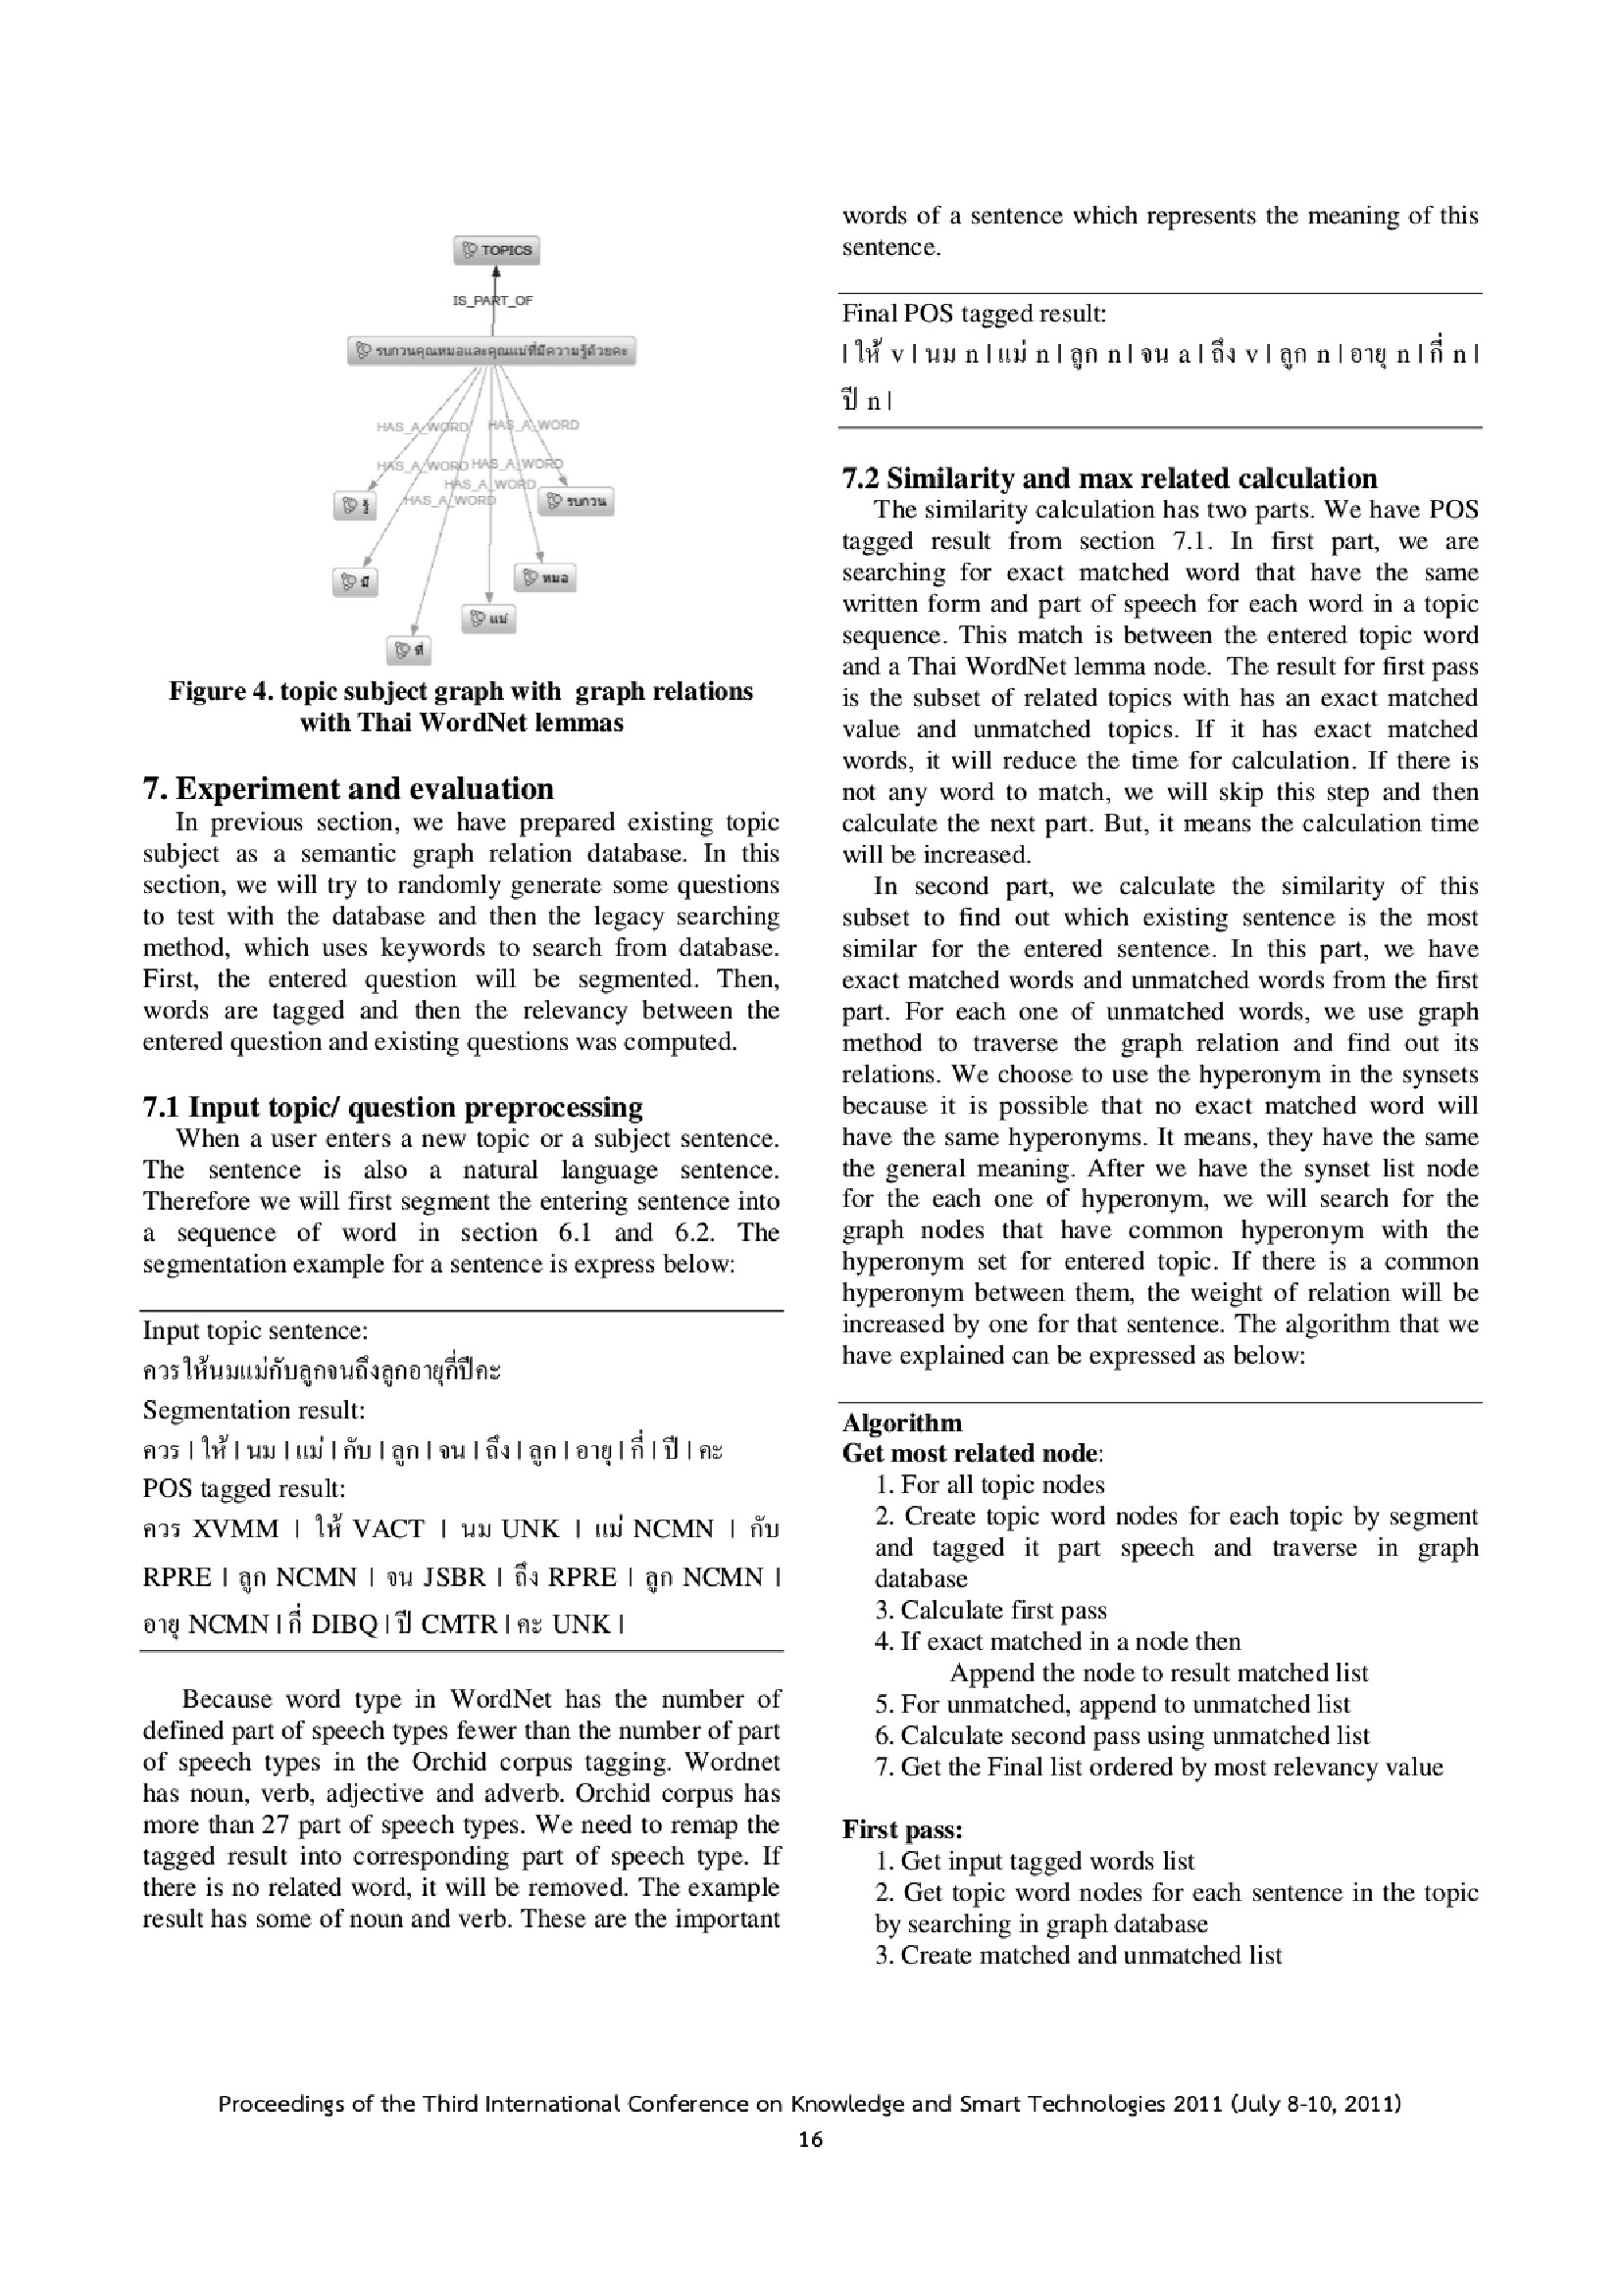 TOPICS
IS_PART_OF
รบกวนคุณหมอและคุณแม่ที่มีความรู้ด้วยคะ
HAS_A_WORD HAS_A_WORD
HAS_A_WORD HAS_A_WORD
HAS_A_WORD
HAS_A_WORD
รู้
รบกวน
มี
หมอ
แม่
ที่
Figure 4. topic subject graph with graph relations
with Thai WordNet lemmas
7. Experiment and evaluation
In previous section, we have prepared existing topic
subject as a semantic graph relation database. In this
section, we will try to randomly generate some questions
to test with the database and then the legacy searching
method, which uses keywords to search from database.
First, the entered question will be segmented. Then,
words are tagged and then the relevancy between the
entered question and existing questions was computed.
7.1 Input topic/ question preprocessing
When a user enters a new topic or a subject sentence.
The sentence is also a natural language sentence.
Therefore we will first segment the entering sentence into
a sequence of word in section 6.1 and 6.2. The
segmentation example for a sentence is express below:
Input topic sentence:
ควรให้นมแม่กับลูกจนถึงลูกอายุกี่ปีคะ
Segmentation result:
ควร | ให้ | นม | แม่ | กับ | ลูก | จน | ถึง | ลูก | อายุ | กี่ | ปี | คะ
POS tagged result:
ควร XVMM | ให้ VACT | นม UNK | แม่ NCMN | กับ
RPRE | ลูก NCMN | จน JSBR | ถึง RPRE | ลูก NCMN |
อายุ NCMN | กี่ DIBQ | ปี CMTR | คะ UNK |
Because word type in WordNet has the number of
defined part of speech types fewer than the number of part
of speech types in the Orchid corpus tagging. Wordnet
has noun, verb, adjective and adverb. Orchid corpus has
more than 27 part of speech types. We need to remap the
tagged result into corresponding part of speech type. If
there is no related word, it will be removed. The example
result has some of noun and verb. These are the important
words of a sentence which represents the meaning of this
sentence.
Final POS tagged result:
| ให้ v | นม n | แม่ n | ลูก n | จน a | ถึง v | ลูก n | อายุ n | กี่ n |
ปี n |
7.2 Similarity and max related calculation
The similarity calculation has two parts. We have POS
tagged result from section 7.1. In first part, we are
searching for exact matched word that have the same
written form and part of speech for each word in a topic
sequence. This match is between the entered topic word
and a Thai WordNet lemma node. The result for first pass
is the subset of related topics with has an exact matched
value and unmatched topics. If it has exact matched
words, it will reduce the time for calculation. If there is
not any word to match, we will skip this step and then
calculate the next part. But, it means the calculation time
will be increased.
In second part, we calculate the similarity of this
subset to find out which existing sentence is the most
similar for the entered sentence. In this part, we have
exact matched words and unmatched words from the first
part. For each one of unmatched words, we use graph
method to traverse the graph relation and find out its
relations. We choose to use the hyperonym in the synsets
because it is possible that no exact matched word will
have the same hyperonyms. It means, they have the same
the general meaning. After we have the synset list node
for the each one of hyperonym, we will search for the
graph nodes that have common hyperonym with the
hyperonym set for entered topic. If there is a common
hyperonym between them, the weight of relation will be
increased by one for that sentence. The algorithm that we
have explained can be expressed as below:
Algorithm
Get most related node:
1. For all topic nodes
2. Create topic word nodes for each topic by segment
and tagged it part speech and traverse in graph
database
3. Calculate first pass
4. If exact matched in a node then
Append the node to result matched list
5. For unmatched, append to unmatched list
6. Calculate second pass using unmatched list
7. Get the Final list ordered by most relevancy value
First pass:
1. Get input tagged words list
2. Get topic word nodes for each sentence in the topic
by searching in graph database
3. Create matched and unmatched list
Proceedings of the Third International Conference on Knowledge and Smart Technologies 2011 (July 8-10, 2011)
16